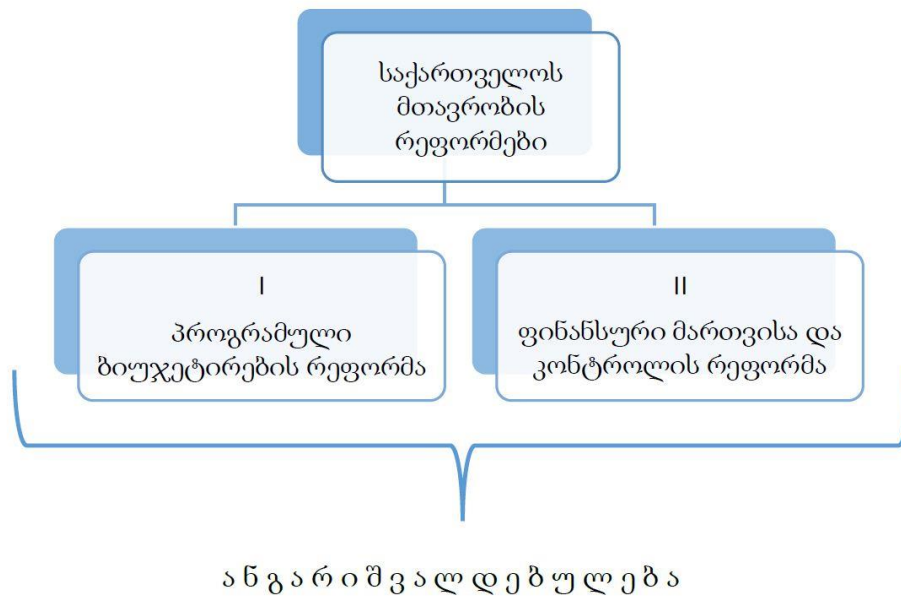 საქართველოს
მთავრობის
რეფორმები
I
პროგრამული
ბიუჯეტირების რეფორმა
II
ფინანსური მართვისა და
კონტროლის რეფორმა
ა ნ გ ა რ ი შ ვ ა ლ დ ე ბ უ ლ ე ბ ა